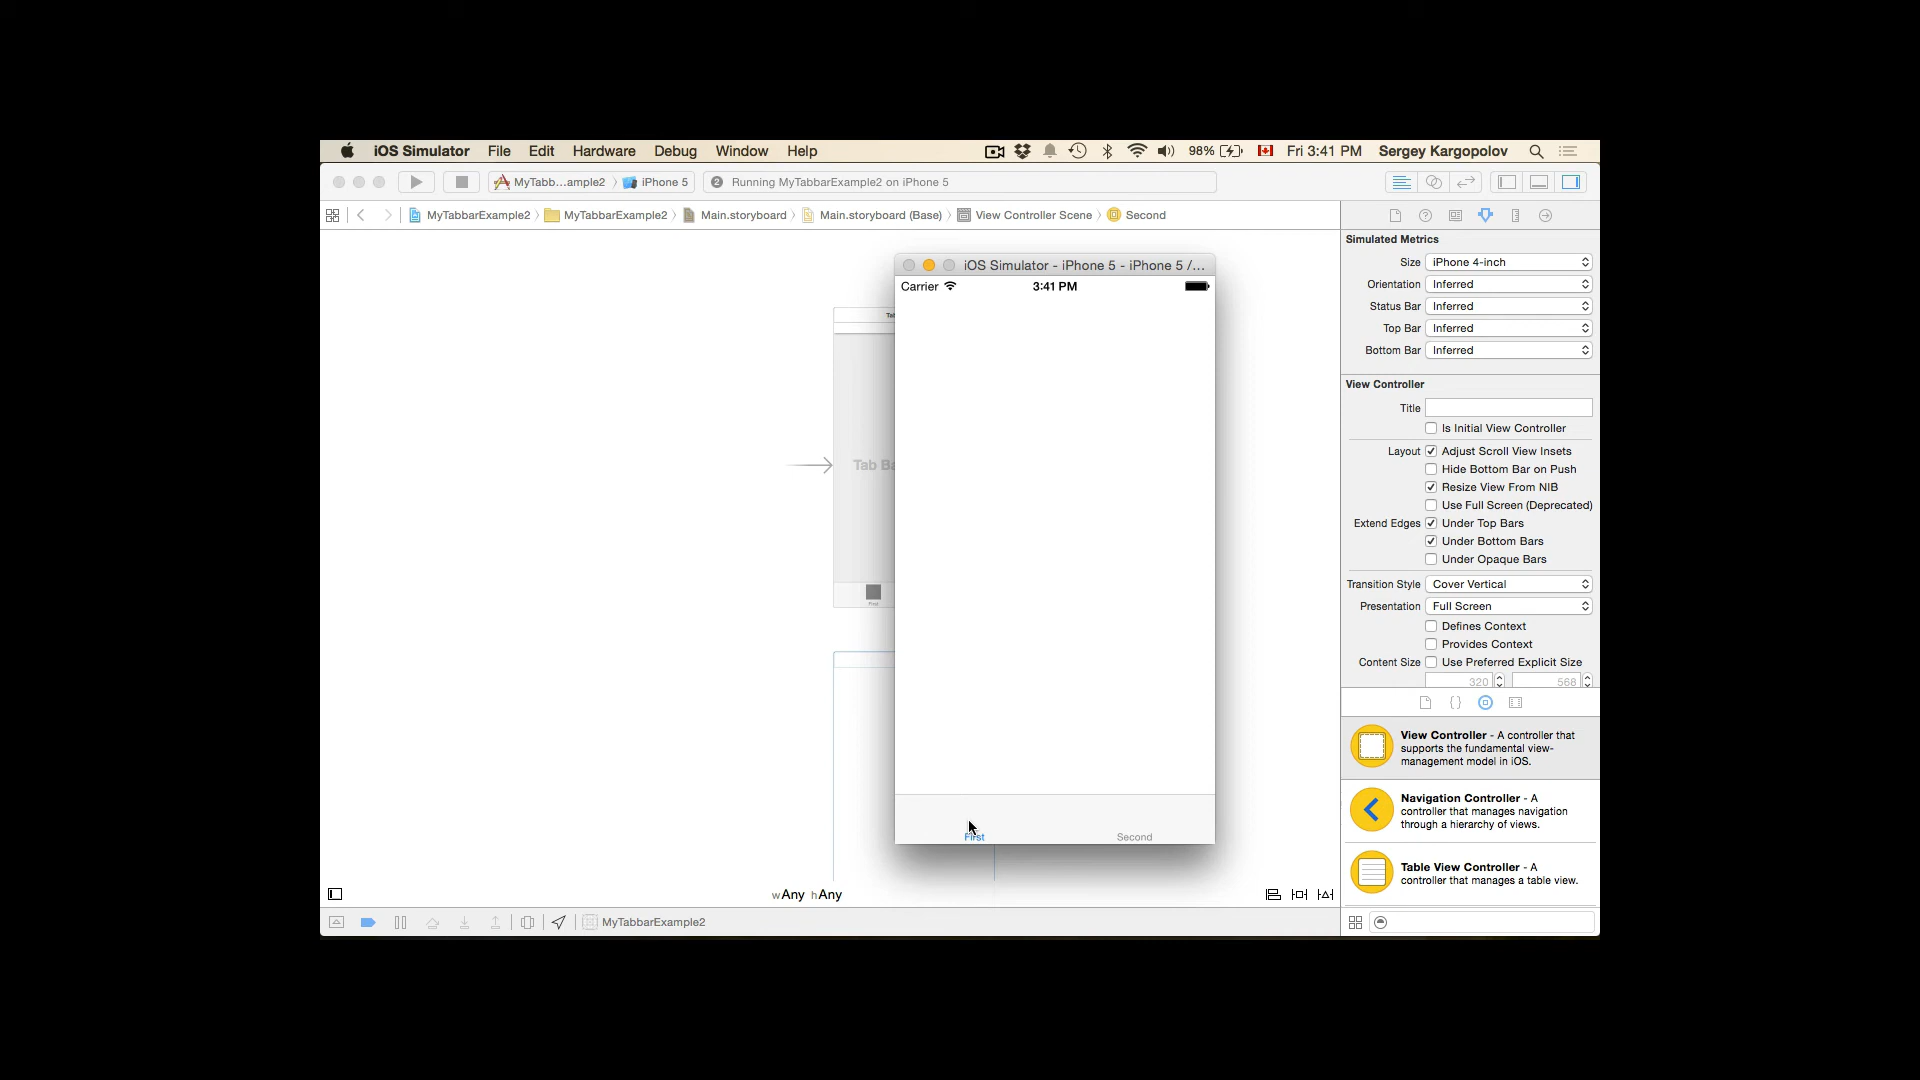 iOS Simulator File Edit Hardware Debug Window Help 98% Fri 3:41 PM Sergey Kargopolov
MyTabb...ample2 iPhone 5 2 Running MyTabbarExample2 on iPhone 5
MyTabbarExample2 MyTabbarExample2 Main.storyboard Main.storyboard (Base) View Controller Scene Second
iOS Simulator - iPhone 5 - iPhone 5 /...
Carrier 3:41 PM
Tab Ba
First
First Second
wAny hAny
MyTabbarExample2
Simulated Metrics
Size iPhone 4-inch
Orientation Inferred
Status Bar Inferred
Top Bar Inferred
Bottom Bar Inferred
View Controller
Title
Is Initial View Controller
Layout Adjust Scroll View Insets
Hide Bottom Bar on Push
Resize View From NIB
Use Full Screen (Deprecated)
Extend Edges Under Top Bars
Under Bottom Bars
Under Opaque Bars
Transition Style Cover Vertical
Presentation Full Screen
Defines Context
Provides Context
Content Size Use Preferred Explicit Size
320 568
View Controller - A controller that
supports the fundamental view-
management model in iOS.
Navigation Controller - A
controller that manages navigation
through a hierarchy of views.
Table View Controller - A
controller that manages a table view.